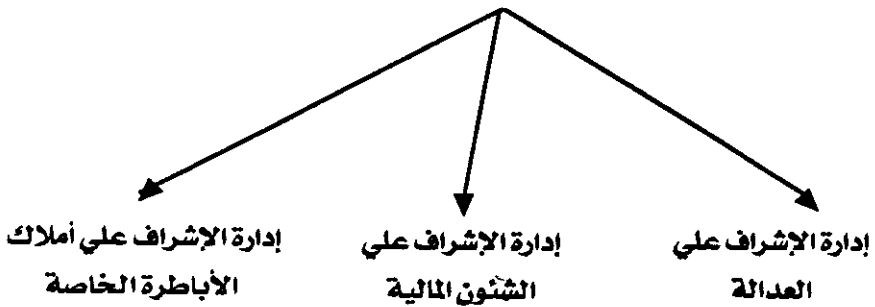 إدارة الإشراف علي
العدالة
إدارة الإشراف علي
الشئون المالية
إدارة الإشراف علي أملاك
الأباطرة الخاصة